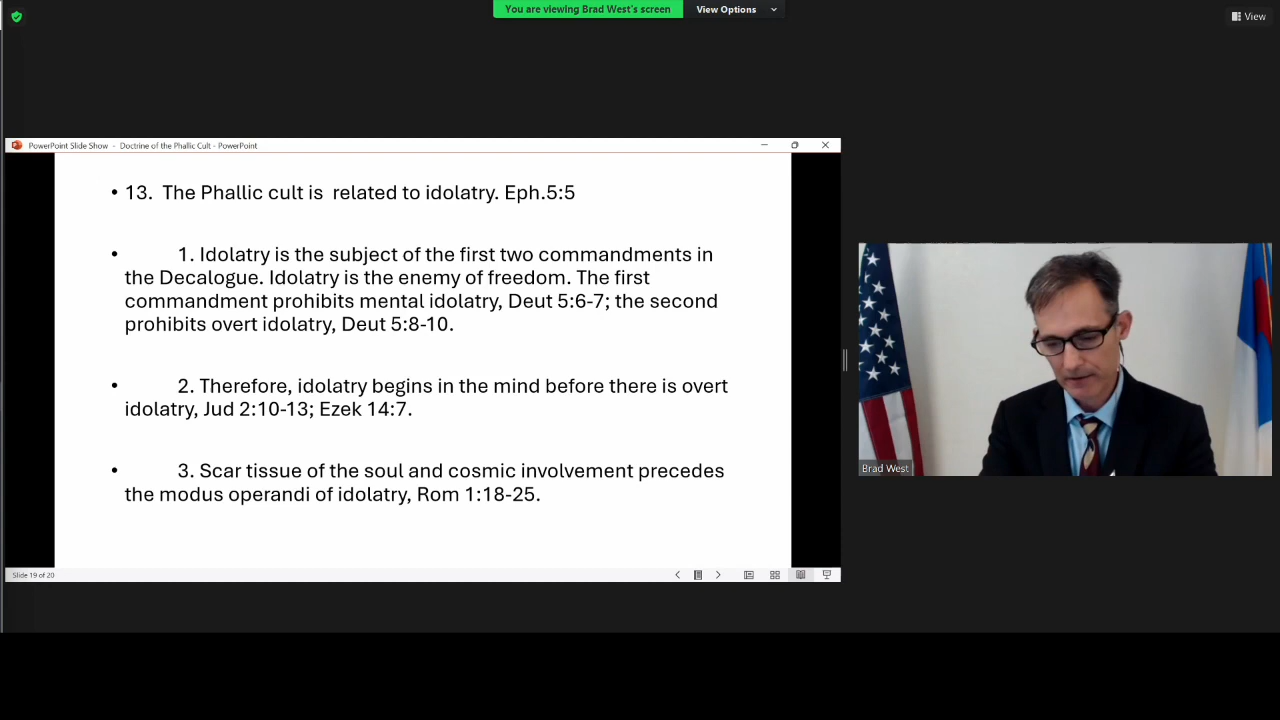 You are viewing Brad West's screen
View Options
View
PowerPoint Slide Show - Doctrine of the Phallic Cult - PowerPoint
• 13. The Phallic cult is related to idolatry. Eph.5:5
• 1. Idolatry is the subject of the first two commandments in
the Decalogue. Idolatry is the enemy of freedom. The first
commandment prohibits mental idolatry, Deut 5:6-7; the second
prohibits overt idolatry, Deut 5:8-10.
• 2. Therefore, idolatry begins in the mind before there is overt
idolatry, Jud 2:10-13; Ezek 14:7.
• 3. Scar tissue of the soul and cosmic involvement precedes
the modus operandi of idolatry, Rom 1:18-25.
Slide 19 of 20
Brad West